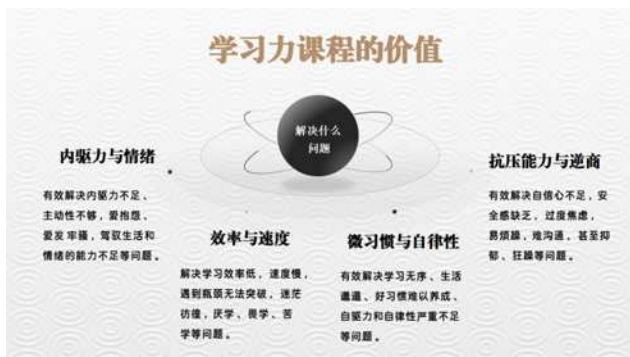 学习力课程的价值
解决什么
问题
内驱力与情绪
有效解决内驱力不足、
主动性不够，爱抱怨、
爱发牢骚，驾驭生活和
情绪的能力不足等问题。
效率与速度
解决学习效率低，速度慢，
遇到瓶颈无法突破，迷茫
彷徨，厌学、畏学、苦
学等问题。
微习惯与自律性
有效解决学习无序、生活
邋遢、好习惯难以养成、
自驱力和自律性严重不足
等问题。
抗压能力与逆商
有效解决自信心不足，安
全感缺乏，过度焦虑，
易烦躁，难沟通，甚至抑
郁、狂躁等问题。